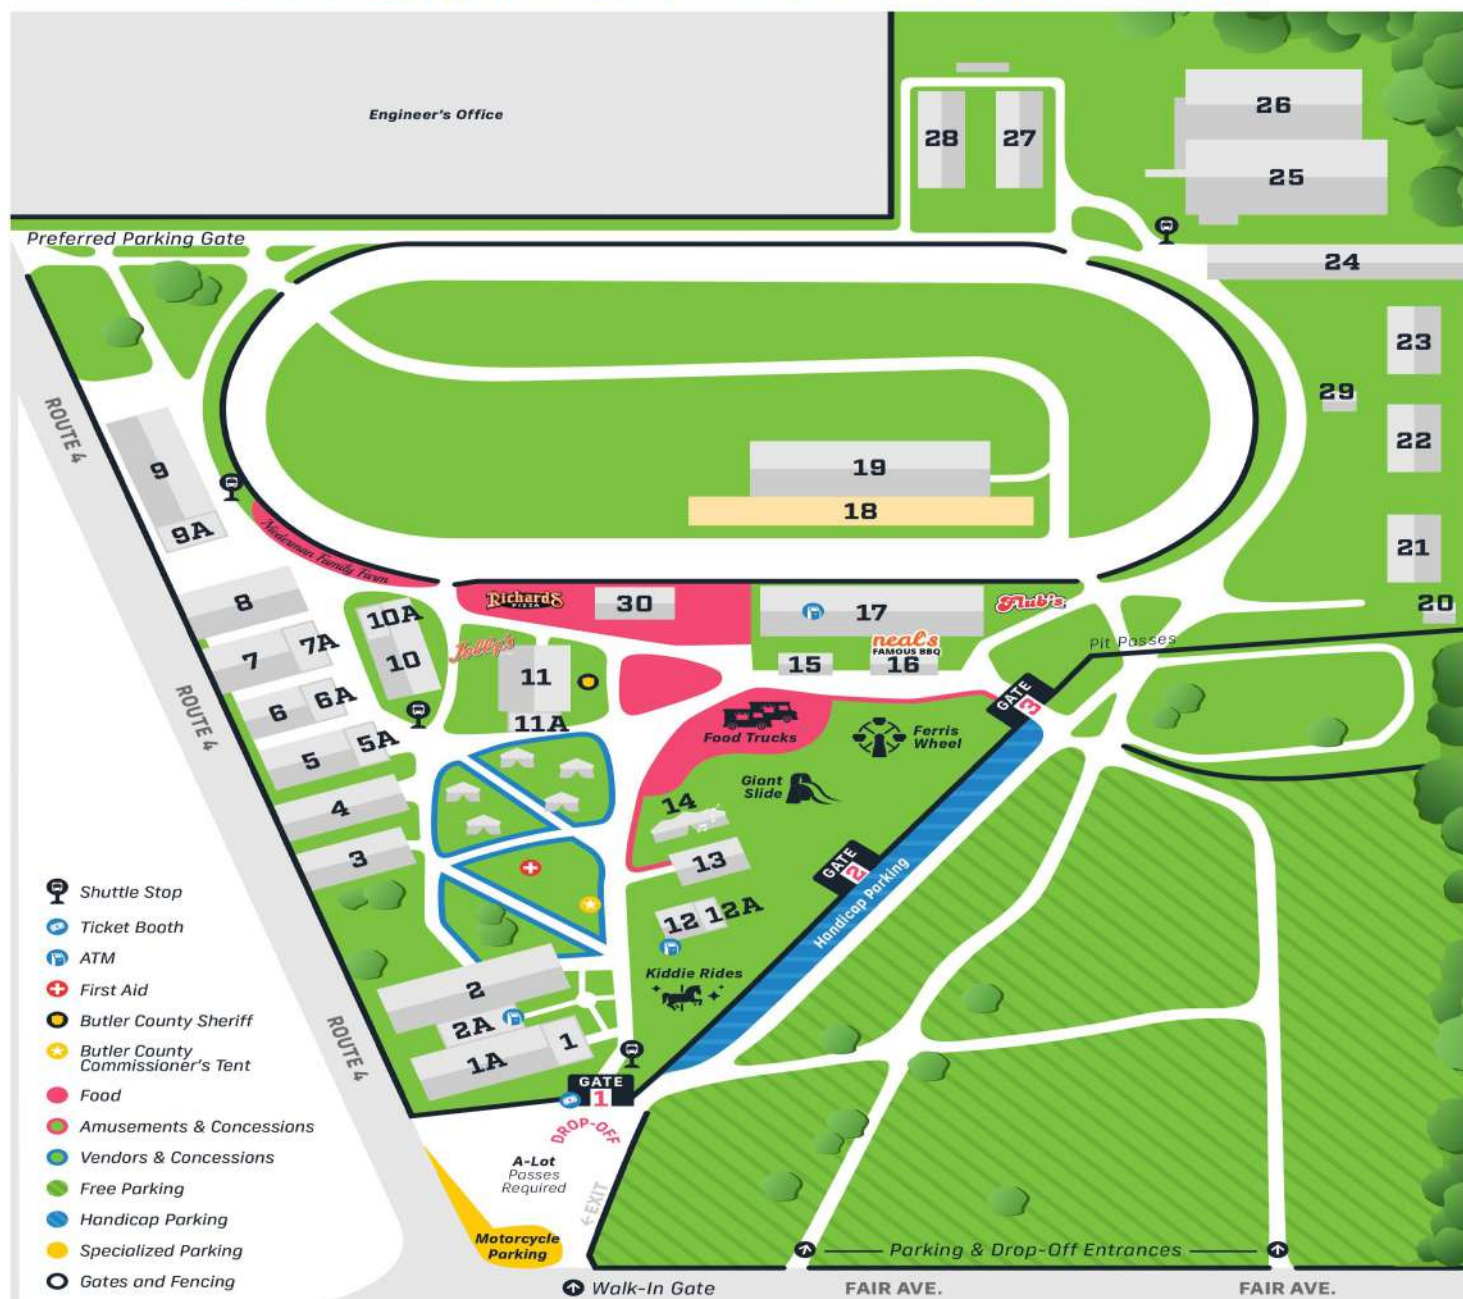 Engineer's Office
28
27
26
25
Preferred Parking Gate
24
23
29
22
21
20
ROUTE 4
9
9A
Niederman Family Farm
19
18
8
7
7A
6
6A
5
5A
4
3
10A
10
Jolly's
Richards
PIZZA
30
17
Flub's
neal's
FAMOUS BBQ
15
16
Pit Passes
11
11A
ROUTE 4
GATE
3
Food Trucks
Ferris
Wheel
Giant
Slide
14
13
GATE
2
Handicap Parking
12
12A
Kiddie Rides
2
2A
1
1A
ROUTE 4
GATE
1
DROP-OFF
A-Lot
Passes
Required
←EXIT
Motorcycle
Parking
Shuttle Stop
Ticket Booth
ATM
First Aid
Butler County Sheriff
Butler County
Commissioner's Tent
Food
Amusements & Concessions
Vendors & Concessions
Free Parking
Handicap Parking
Specialized Parking
Gates and Fencing
Parking & Drop-Off Entrances
Walk-In Gate
FAIR AVE.
FAIR AVE.